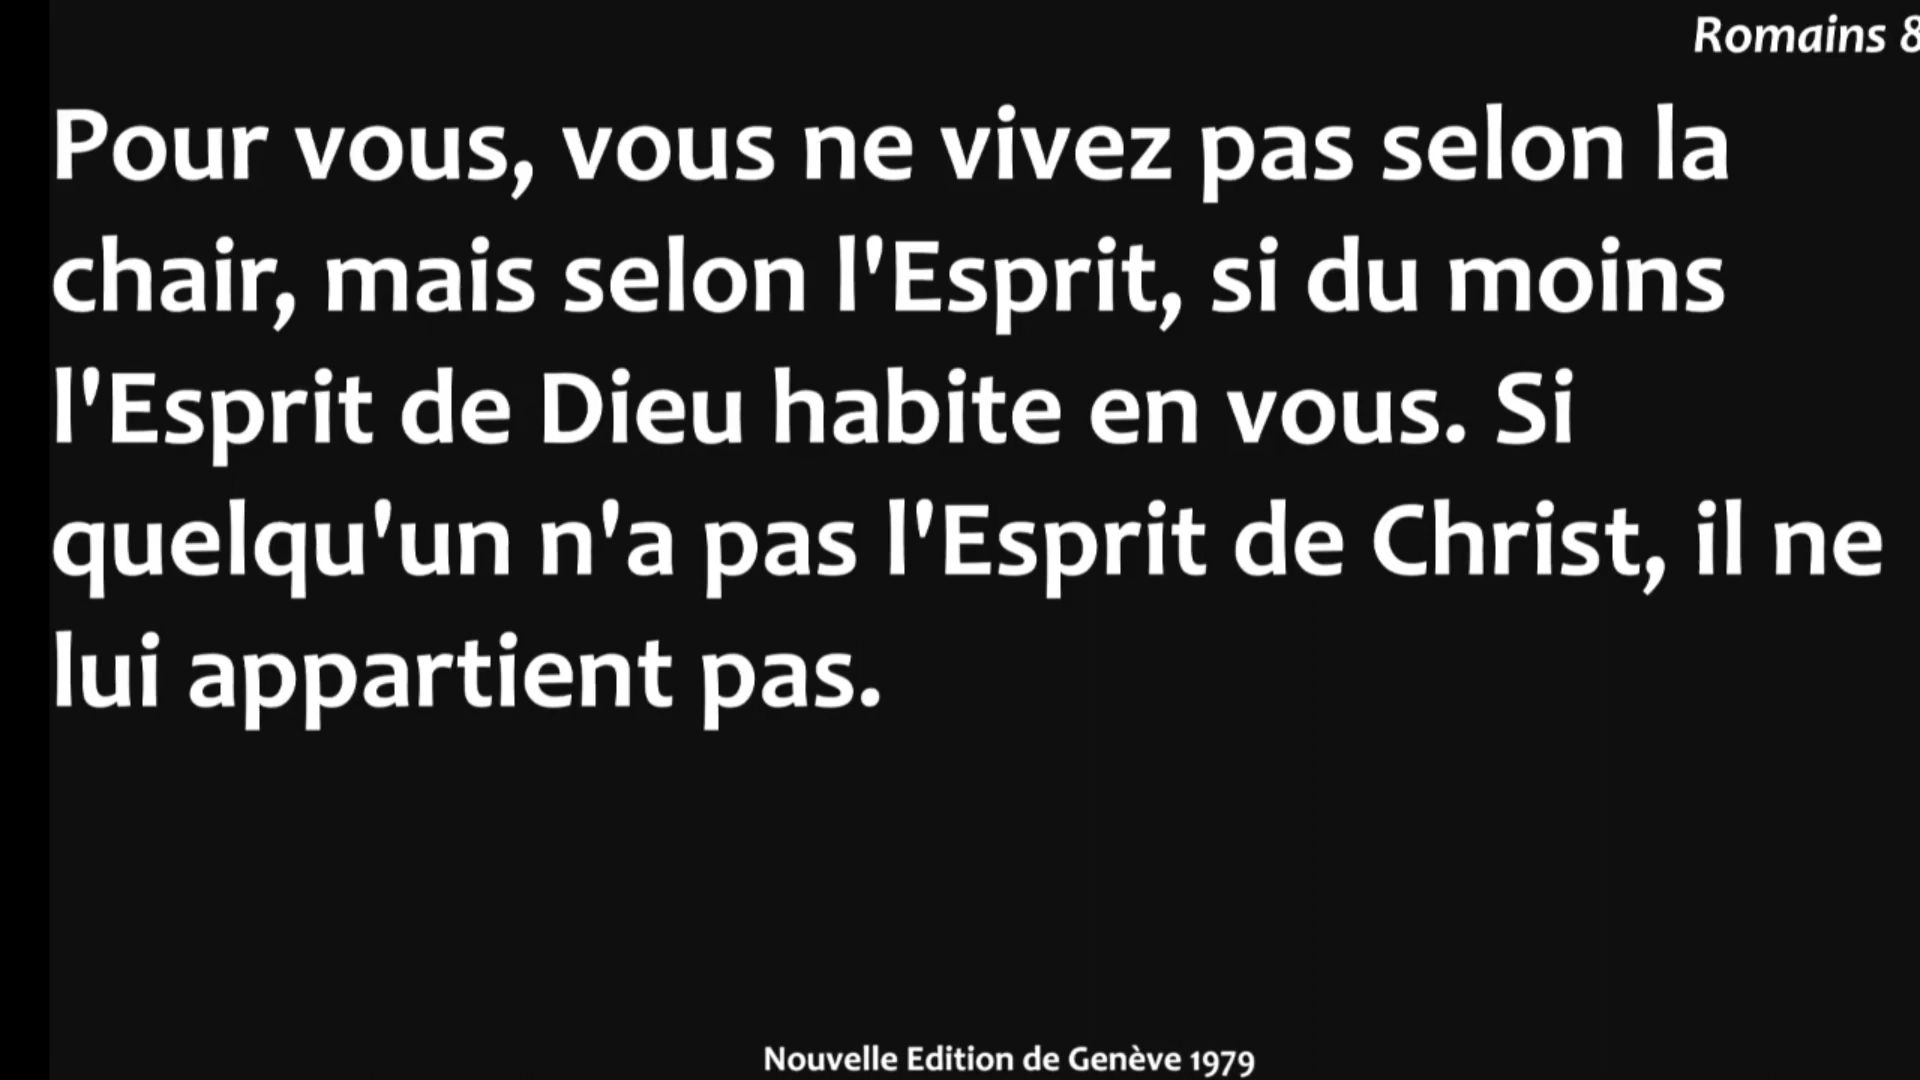 Romains 8
Pour vous, vous ne vivez pas selon la
chair, mais selon l'Esprit, si du moins
l'Esprit de Dieu habite en vous. Si
quelqu'un n'a pas l'Esprit de Christ, il ne
lui appartient pas.
Nouvelle Edition de Genève 1979